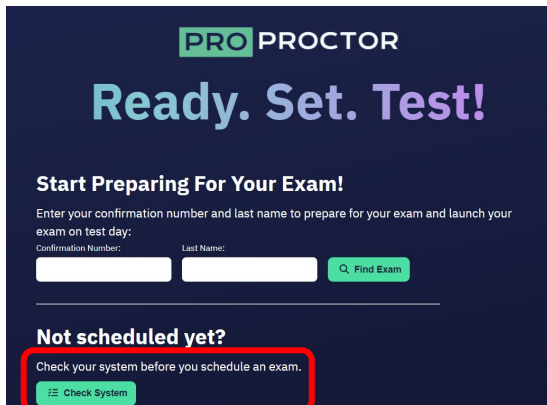 PRO PROCTOR
Ready. Set. Test!
Start Preparing For Your Exam!
Enter your confirmation number and last name to prepare for your exam and launch your
exam on test day:
Confirmation Number: Last Name:
Find Exam
Not scheduled yet?
Check your system before you schedule an exam.
Check System